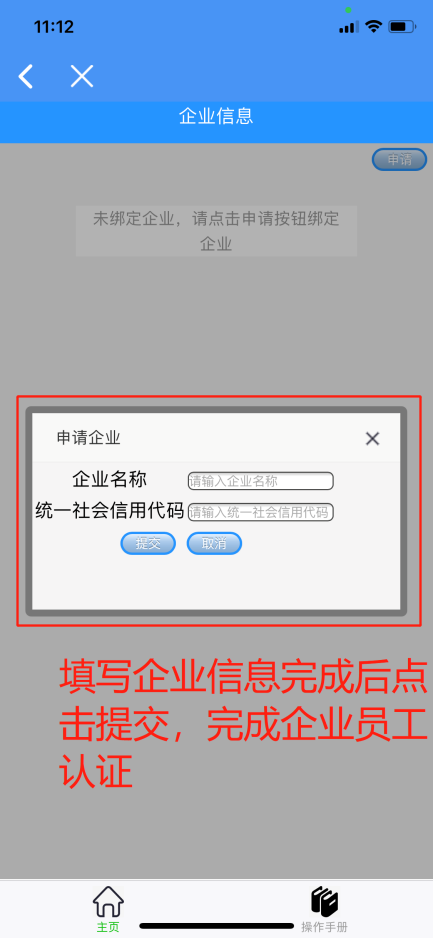 11:12
企业信息
申请
未绑定企业，请点击申请按钮绑定
企业
申请企业
企业名称 请输入企业名称
统一社会信用代码 请输入统一社会信用代码
提交 取消
填写企业信息完成后点
击提交，完成企业员工
认证
主页 操作手册